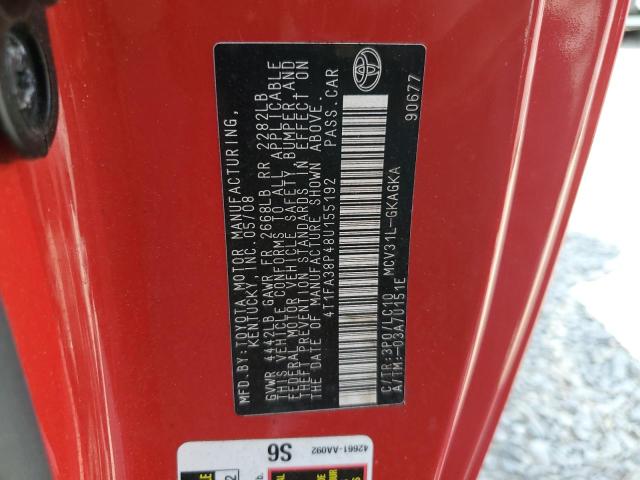 MFD.BY:TOYOTA MOTOR MANUFACTURING,
KENTUCKY, INC. 05/08
GVWR 4442LB GAWR FR 2668LB RR 2282LB
THIS VEHICLE CONFORMS TO ALL APPLICABLE
FEDERAL MOTOR VEHICLE SAFETY, BUMPER AND
THEFT PREVENTION STANDARDS IN EFFECT ON
THE DATE OF MANUFACTURE SHOWN ABOVE.
4T1FA38P48U155192 PASS.CAR
C/TR:3P0/LC10 MCV31L-GKAGKA
A/TM:-03A/U151E
90677
S6
42661-AA092